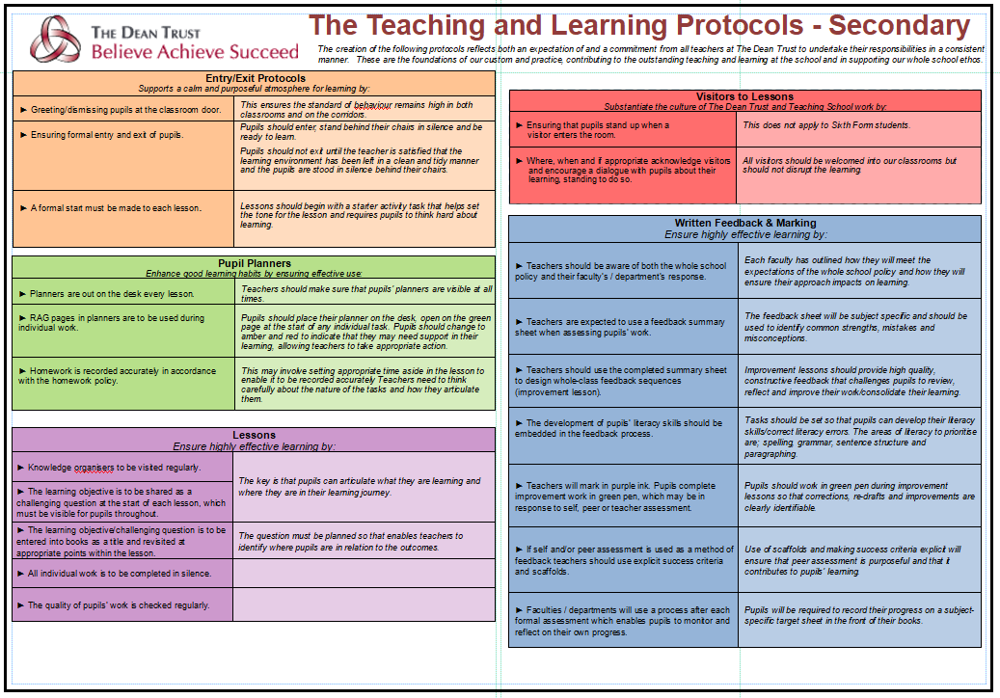 THE DEAN TRUST
Believe Achieve Succeed
The Teaching and Learning Protocols - Secondary
The creation of the following protocols reflects both an expectation of and a commitment from all teachers at The Dean Trust to undertake their responsibilities in a consistent
manner. These are the foundations of our custom and practice, contributing to the outstanding teaching and learning at the school and in supporting our whole school ethos.
Entry/Exit Protocols
Supports a calm and purposeful atmosphere for learning by:
► Greeting/dismissing pupils at the classroom door.
This ensures the standard of behaviour remains high in both
classrooms and on the corridors.
► Ensuring formal entry and exit of pupils.
Pupils should enter, stand behind their chairs in silence and be
ready to learn.
Pupils should not exit until the teacher is satisfied that the
learning environment has been left in a clean and tidy manner
and the pupils are stood in silence behind their chairs.
► A formal start must be made to each lesson.
Lessons should begin with a starter activity task that helps set
the tone for the lesson and requires pupils to think hard about
learning.
Pupil Planners
Enhance good learning habits by ensuring effective use:
► Planners are out on the desk every lesson.
Teachers should make sure that pupils' planners are visible at all
times.
► RAG pages in planners are to be used during
individual work.
Pupils should place their planner on the desk, open on the green
page at the start of any individual task. Pupils should change to
amber and red to indicate that they may need support in their
learning, allowing teachers to take appropriate action.
► Homework is recorded accurately in accordance
with the homework policy.
This may involve setting appropriate time aside in the lesson to
enable it to be recorded accurately Teachers need to think
carefully about the nature of the tasks and how they articulate
them.
Lessons
Ensure highly effective learning by:
► Knowledge organisers to be visited regularly.
► The learning objective is to be shared as a
challenging question at the start of each lesson, which
must be visible for pupils throughout.
The key is that pupils can articulate what they are learning and
where they are in their learning journey.
► The learning objective/challenging question is to be
entered into books as a title and revisited at
appropriate points within the lesson.
The question must be planned so that enables teachers to
identify where pupils are in relation to the outcomes.
► All individual work is to be completed in silence.
► The quality of pupils' work is checked regularly.
Visitors to Lessons
Substantiate the culture of The Dean Trust and Teaching School work by:
► Ensuring that pupils stand up when a
visitor enters the room.
This does not apply to Sixth Form students.
► Where, when and if appropriate acknowledge visitors
and encourage a dialogue with pupils about their
learning, standing to do so.
All visitors should be welcomed into our classrooms but
should not disrupt the learning.
Written Feedback & Marking
Ensure highly effective learning by:
► Teachers should be aware of both the whole school
policy and their faculty's / department's response.
Each faculty has outlined how they will meet the
expectations of the whole school policy and how they will
ensure their approach impacts on learning.
► Teachers are expected to use a feedback summary
sheet when assessing pupils' work.
The feedback sheet will be subject specific and should be
used to identify common strengths, mistakes and
misconceptions.
► Teachers should use the completed summary sheet
to design whole-class feedback sequences
(improvement lesson).
Improvement lessons should provide high quality,
constructive feedback that challenges pupils to review,
reflect and improve their work/consolidate their learning.
► The development of pupils' literacy skills should be
embedded in the feedback process.
Tasks should be set so that pupils can develop their literacy
skills/correct literacy errors. The areas of literacy to prioritise
are; spelling, grammar, sentence structure and
paragraphing.
► Teachers will mark in purple ink. Pupils complete
improvement work in green pen, which may be in
response to self, peer or teacher assessment.
Pupils should work in green pen during improvement
lessons so that corrections, re-drafts and improvements are
clearly identifiable.
► If self and/or peer assessment is used as a method of
feedback teachers should use explicit success criteria
and scaffolds.
Use of scaffolds and making success criteria explicit will
ensure that peer assessment is purposeful and that it
contributes to pupils' learning.
► Faculties / departments will use a process after each
formal assessment which enables pupils to monitor and
reflect on their own progress.
Pupils will be required to record their progress on a subject-
specific target sheet in the front of their books.